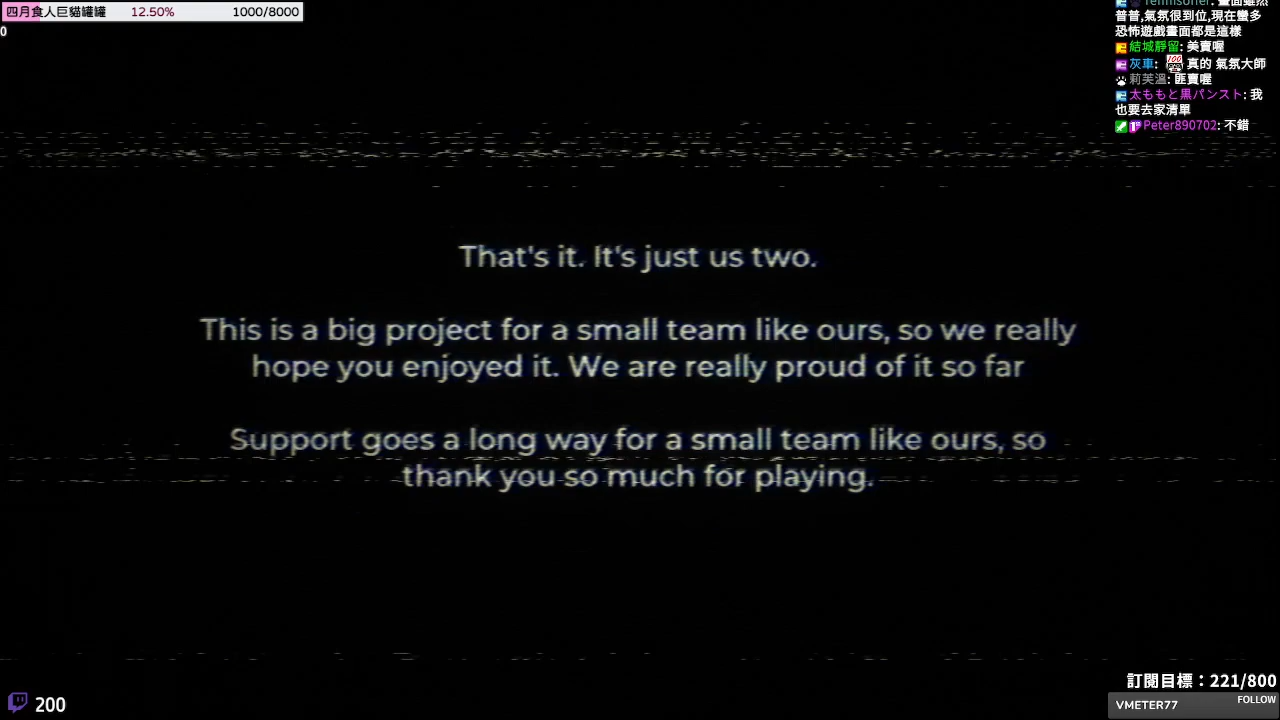 四月食人巨貓罐罐 12.50% 1000/8000
0
普普,氣氛很到位,現在蠻多
恐怖遊戲畫面都是這樣
結城靜留: 美賣喔
灰車: 真的 氣氛大師
莉芙溫: 匪賣喔
太ももと黒パンスト: 我
也要去家清單
Peter890702: 不錯
That's it. It's just us two.
This is a big project for a small team like ours, so we really
hope you enjoyed it. We are really proud of it so far
Support goes a long way for a small team like ours, so
thank you so much for playing.
訂閱目標：221/800
200
VMETER77 FOLLOW